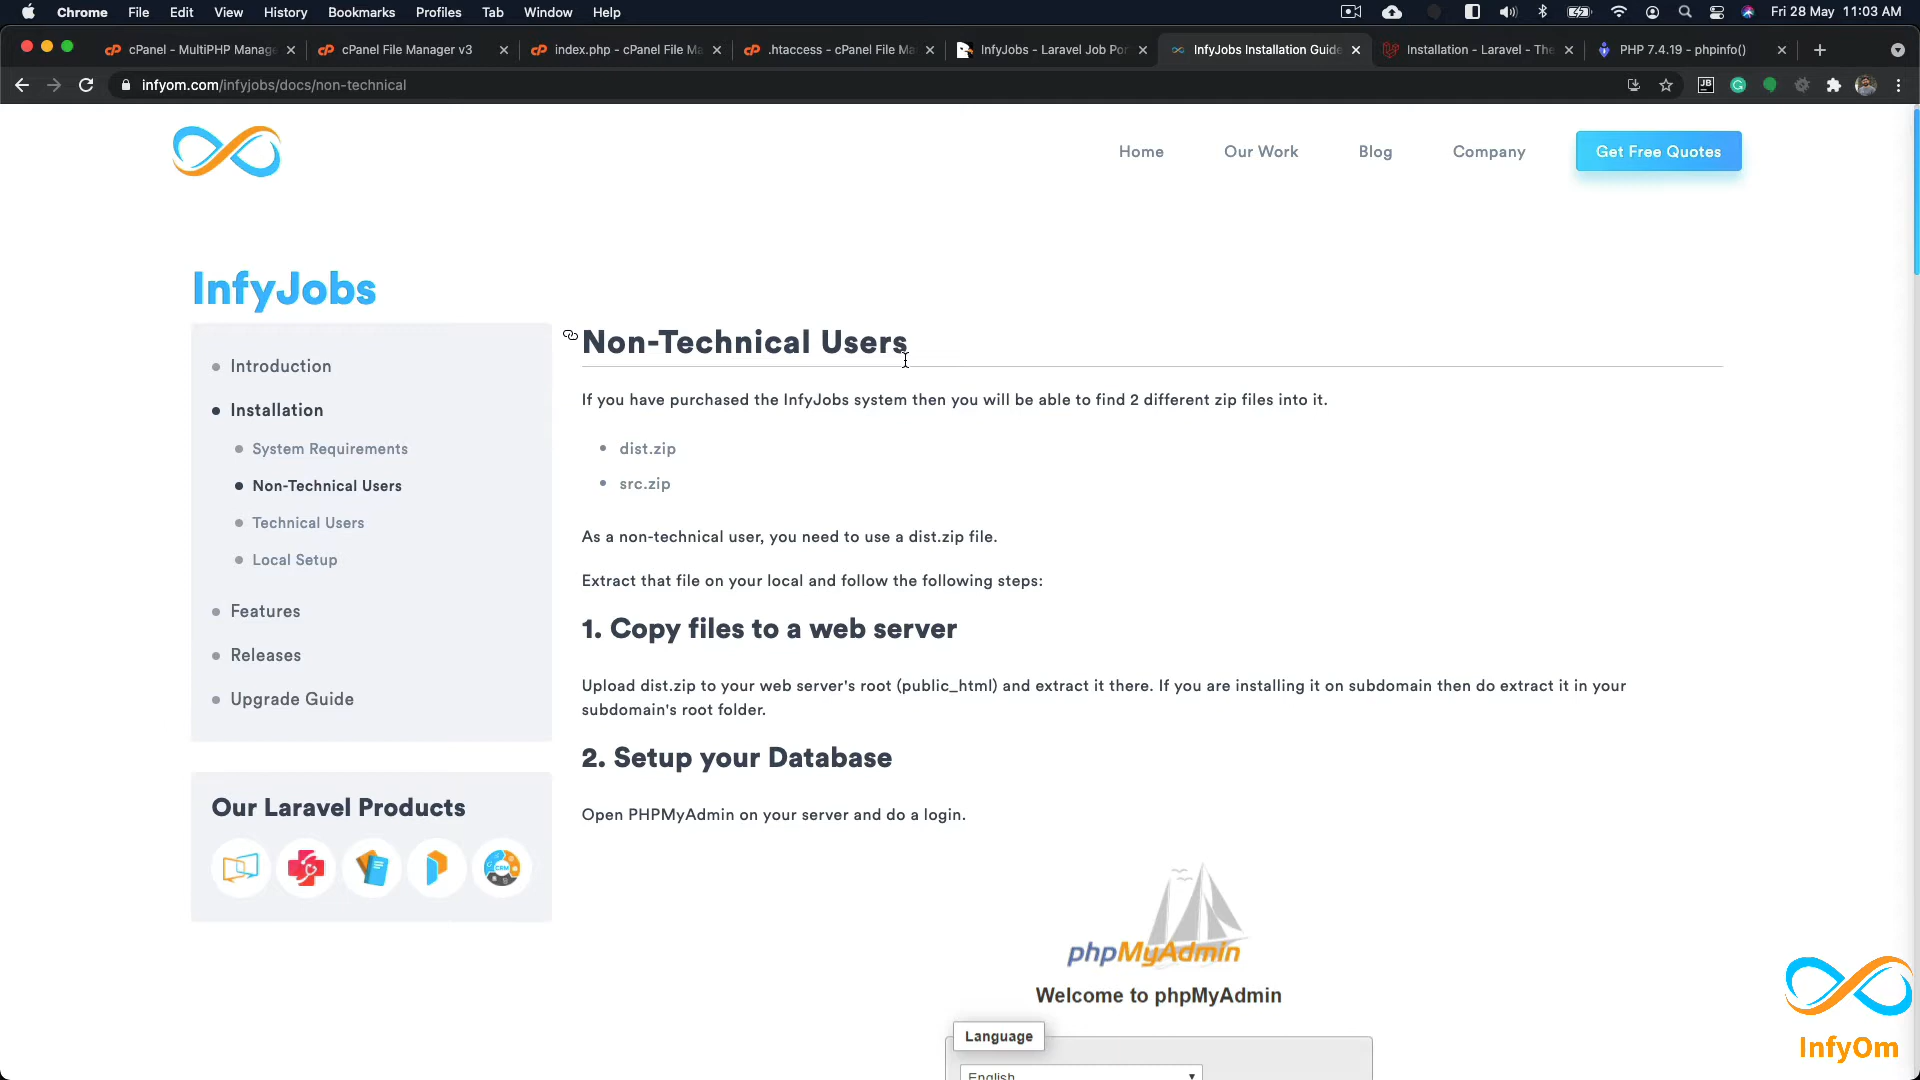 Chrome File Edit View History Bookmarks Profiles Tab Window Help Fri 28 May 11:03 AM
cPanel - MultiPHP Manage cPanel File Manager v3 index.php - cPanel File Ma .htaccess - cPanel File Ma InfyJobs - Laravel Job Por InfyJobs Installation Guide Installation - Laravel - The PHP 7.4.19 - phpinfo()
infyom.com/infyjobs/docs/non-technical
Home Our Work Blog Company Get Free Quotes
InfyJobs
Introduction
Installation
System Requirements
Non-Technical Users
Technical Users
Local Setup
Features
Releases
Upgrade Guide
Our Laravel Products
CRM
Non-Technical Users
If you have purchased the InfyJobs system then you will be able to find 2 different zip files into it.
dist.zip
src.zip
As a non-technical user, you need to use a dist.zip file.
Extract that file on your local and follow the following steps:
1. Copy files to a web server
Upload dist.zip to your web server's root (public_html) and extract it there. If you are installing it on subdomain then do extract it in your
subdomain's root folder.
2. Setup your Database
Open PHPMyAdmin on your server and do a login.
phpMyAdmin
Welcome to phpMyAdmin
Language
English
InfyOm